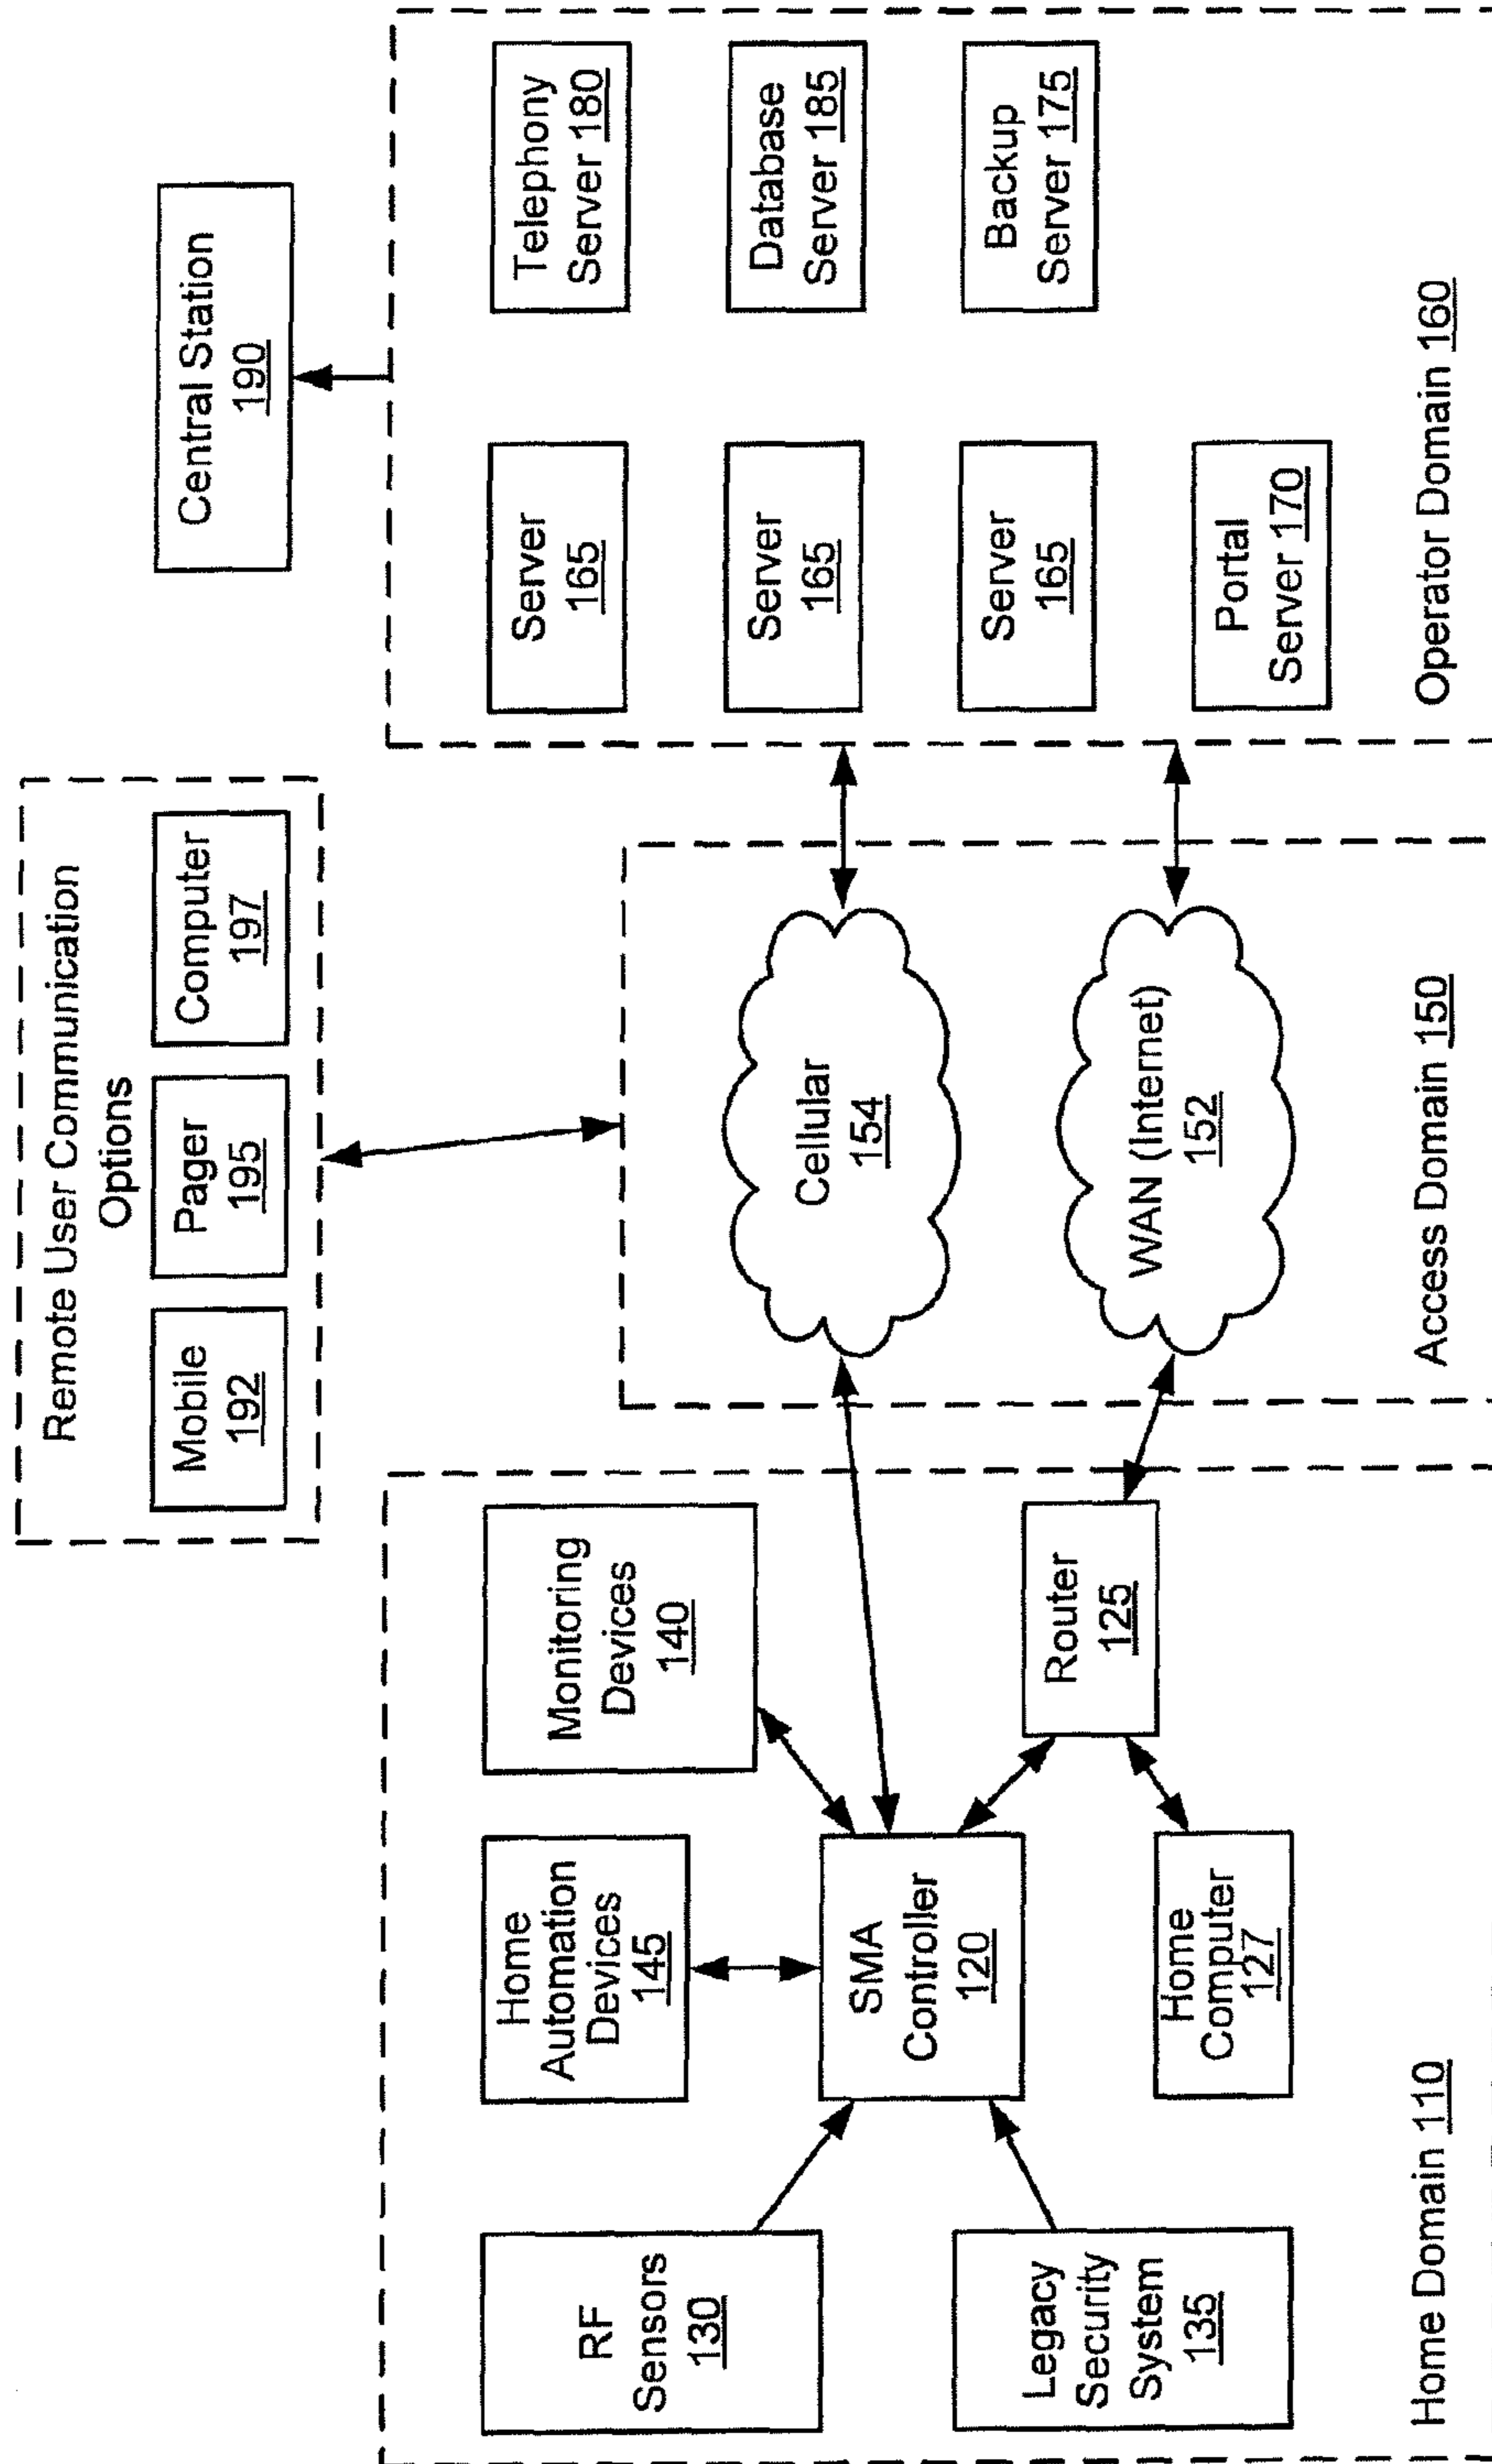 Remote User Communication
Options
Mobile
192
Pager
195
Computer
197
Central Station
190
RF
Sensors
130
Legacy
Security
System
135
Home
Automation
Devices
145
SMA
Controller
120
Home
Computer
127
Monitoring
Devices
140
Router
125
Home Domain 110
Cellular
154
WAN (Internet)
152
Access Domain 150
Server
165
Server
165
Server
165
Portal
Server 170
Telephony
Server 180
Database
Server 185
Backup
Server 175
Operator Domain 160